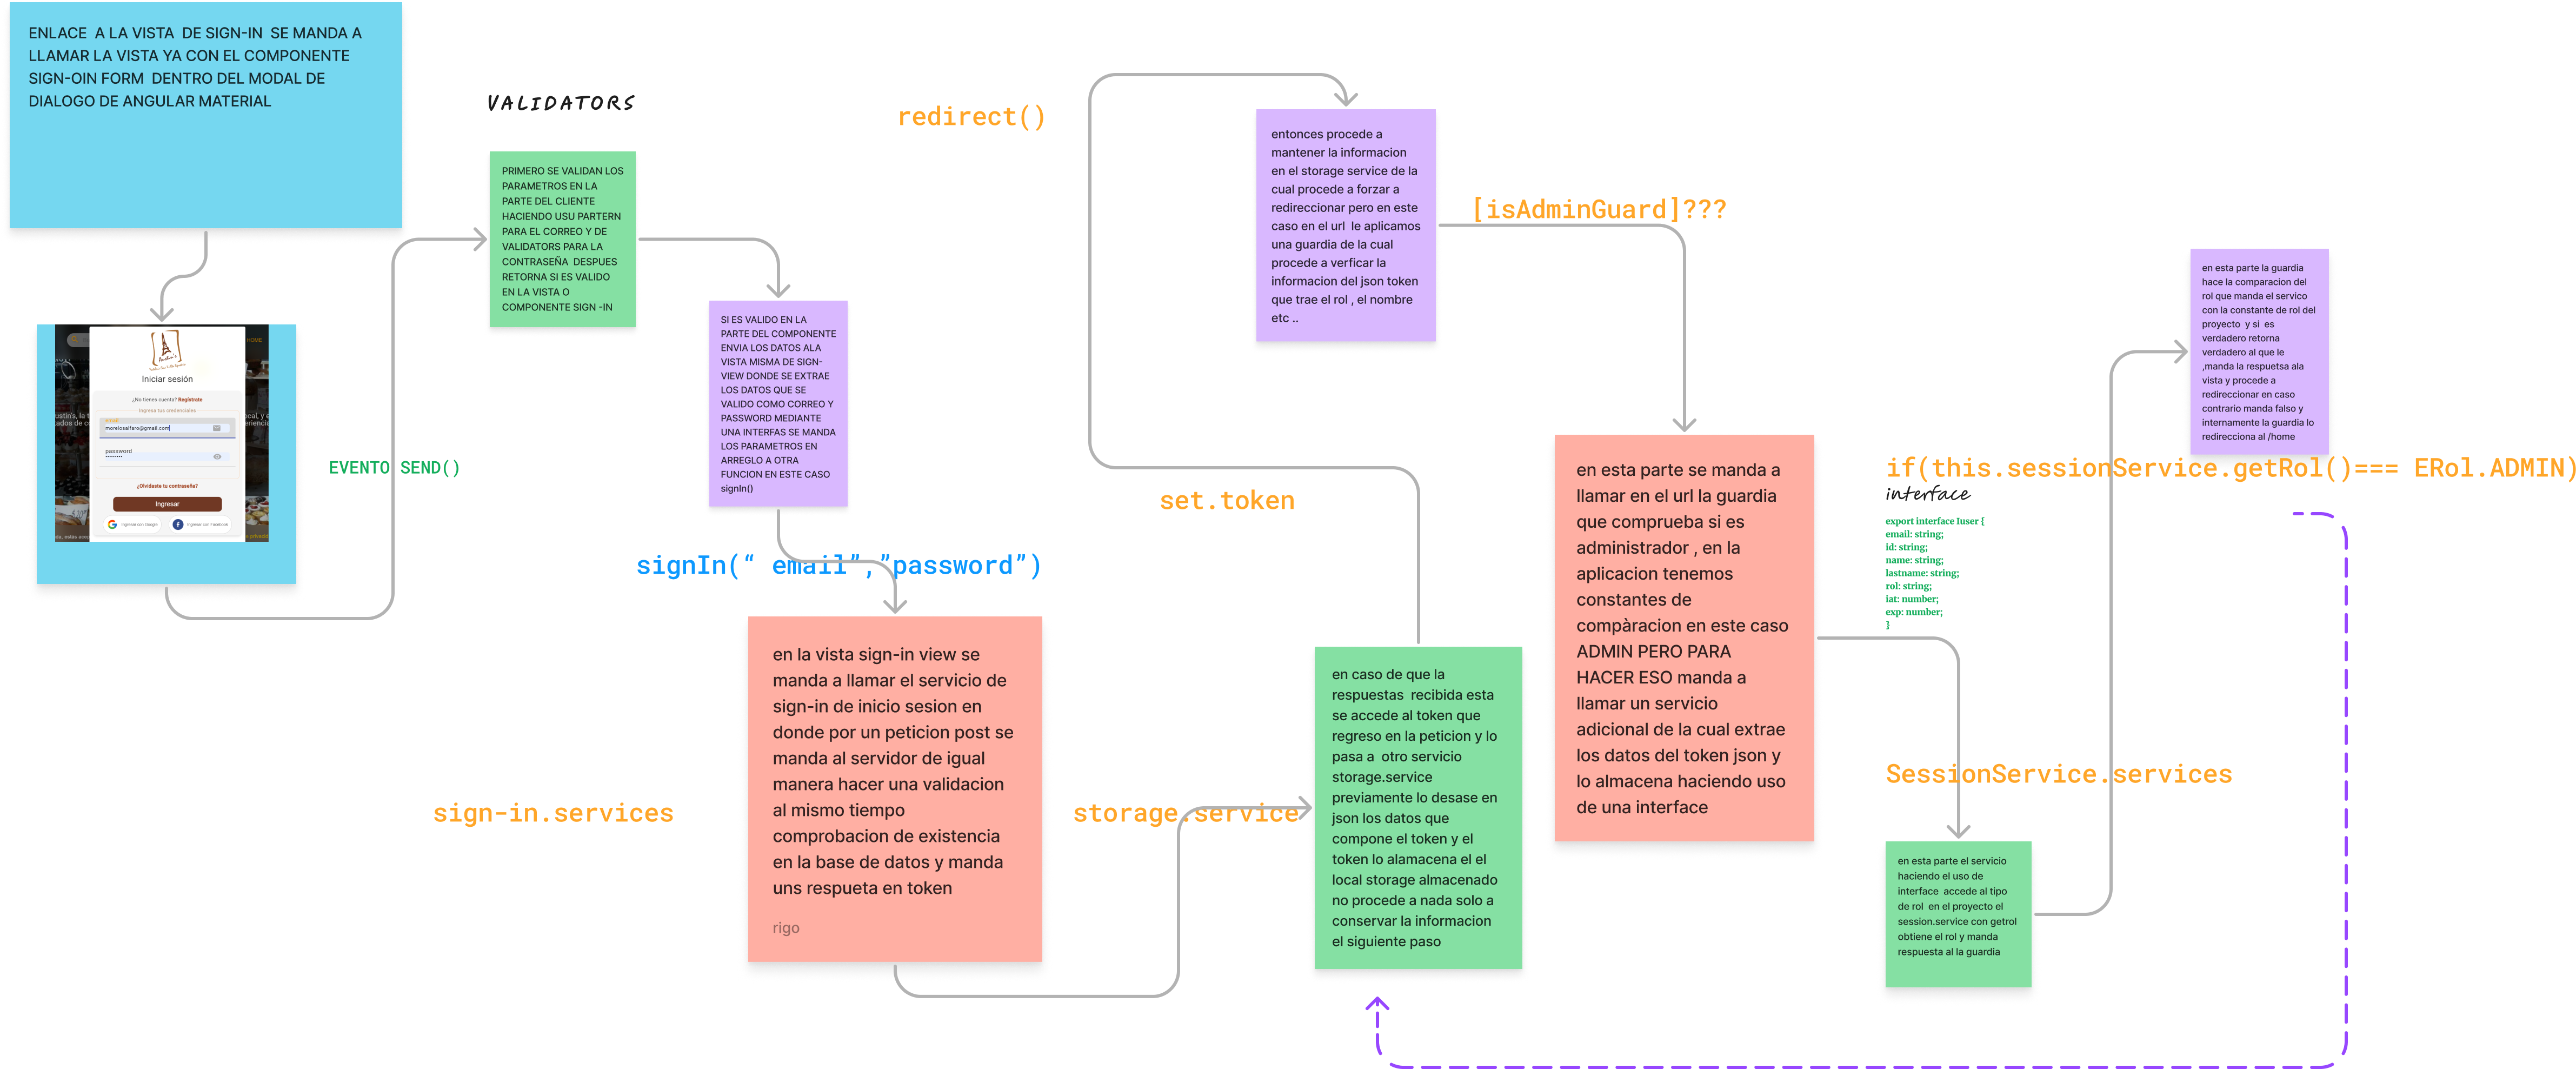 ENLACE A LA VISTA DE SIGN-IN SE MANDA A
LLAMAR LA VISTA YA CON EL COMPONENTE
SIGN-OIN FORM DENTRO DEL MODAL DE
DIALOGO DE ANGULAR MATERIAL
HOME
Iniciar sesión
¿No tienes cuenta? Regístrate
Ingresa tus credenciales
email
morelosalfaro@gmail.com
password
¿Olvidaste tu contraseña?
Ingresar
Ingresar con Google
Ingresar con Facebook
EVENTO SEND()
VALIDATORS
PRIMERO SE VALIDAN LOS
PARAMETROS EN LA
PARTE DEL CLIENTE
HACIENDO USU PARTERN
PARA EL CORREO Y DE
VALIDATORS PARA LA
CONTRASEÑA DESPUES
RETORNA SI ES VALIDO
EN LA VISTA O
COMPONENTE SIGN -IN
SI ES VALIDO EN LA
PARTE DEL COMPONENTE
ENVIA LOS DATOS ALA
VISTA MISMA DE SIGN-
VIEW DONDE SE EXTRAE
LOS DATOS QUE SE
VALIDO COMO CORREO Y
PASSWORD MEDIANTE
UNA INTERFAS SE MANDA
LOS PARAMETROS EN
ARREGLO A OTRA
FUNCION EN ESTE CASO
signIn()
signIn(“ email”,”password”)
en la vista sign-in view se
manda a llamar el servicio de
sign-in de inicio sesion en
donde por un peticion post se
manda al servidor de igual
manera hacer una validacion
al mismo tiempo
comprobacion de existencia
en la base de datos y manda
uns respueta en token
rigo
sign-in.services
storage.service
en caso de que la
respuestas recibida esta
se accede al token que
regreso en la peticion y lo
pasa a otro servicio
storage.service
previamente lo desase en
json los datos que
compone el token y el
token lo alamacena el el
local storage almacenado
no procede a nada solo a
conservar la informacion
el siguiente paso
set.token
redirect()
entonces procede a
mantener la informacion
en el storage service de la
cual procede a forzar a
redireccionar pero en este
caso en el url le aplicamos
una guardia de la cual
procede a verficar la
informacion del json token
que trae el rol , el nombre
etc ..
[isAdminGuard]???
en esta parte se manda a
llamar en el url la guardia
que comprueba si es
administrador , en la
aplicacion tenemos
constantes de
compàracion en este caso
ADMIN PERO PARA
HACER ESO manda a
llamar un servicio
adicional de la cual extrae
los datos del token json y
lo almacena haciendo uso
de una interface
interface
export interface Iuser {
email: string;
id: string;
name: string;
lastname: string;
rol: string;
iat: number;
exp: number;
}
SessionService.services
en esta parte el servicio
haciendo el uso de
interface accede al tipo
de rol en el proyecto el
session.service con getrol
obtiene el rol y manda
respuesta al la guardia
en esta parte la guardia
hace la comparacion del
rol que manda el servico
con la constante de rol del
proyecto y si es
verdadero retorna
verdadero al que le
,manda la respuetsa ala
vista y procede a
redireccionar en caso
contrario manda falso y
internamente la guardia lo
redirecciona al /home
if(this.sessionService.getRol()=== ERol.ADMIN)